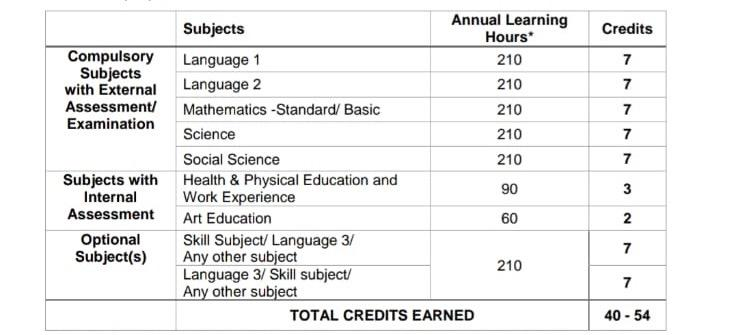 Subjects
Annual Learning
Hours*
Credits
Compulsory
Subjects
with External
Assessment/
Examination
Language 1
210
7
Language 2
210
7
Mathematics -Standard/ Basic
210
7
Science
210
7
Social Science
210
7
Subjects with
Internal
Assessment
Health & Physical Education and
Work Experience
90
3
Art Education
60
2
Optional
Subject(s)
Skill Subject/ Language 3/
Any other subject
7
Language 3/ Skill subject/
Any other subject
210
7
TOTAL CREDITS EARNED
40 - 54